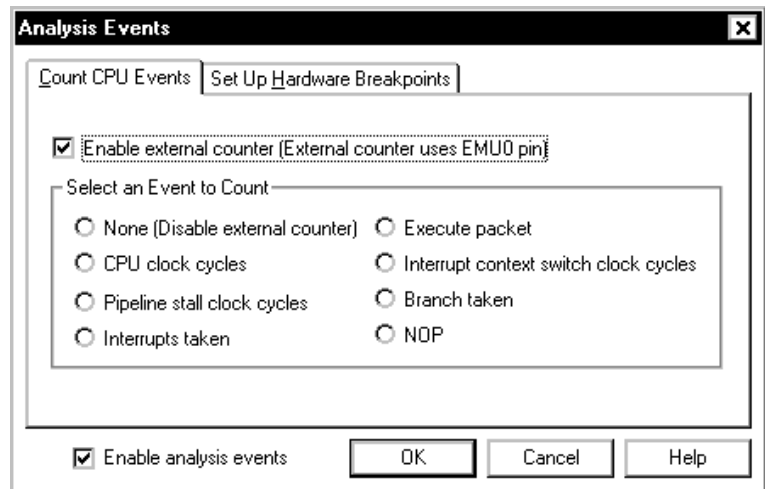 Analysis Events
Count CPU Events
Set Up Hardware Breakpoints
Enable external counter (External counter uses EMU0 pin)
Select an Event to Count
None (Disable external counter)
Execute packet
CPU clock cycles
Interrupt context switch clock cycles
Pipeline stall clock cycles
Branch taken
Interrupts taken
NOP
Enable analysis events
OK
Cancel
Help